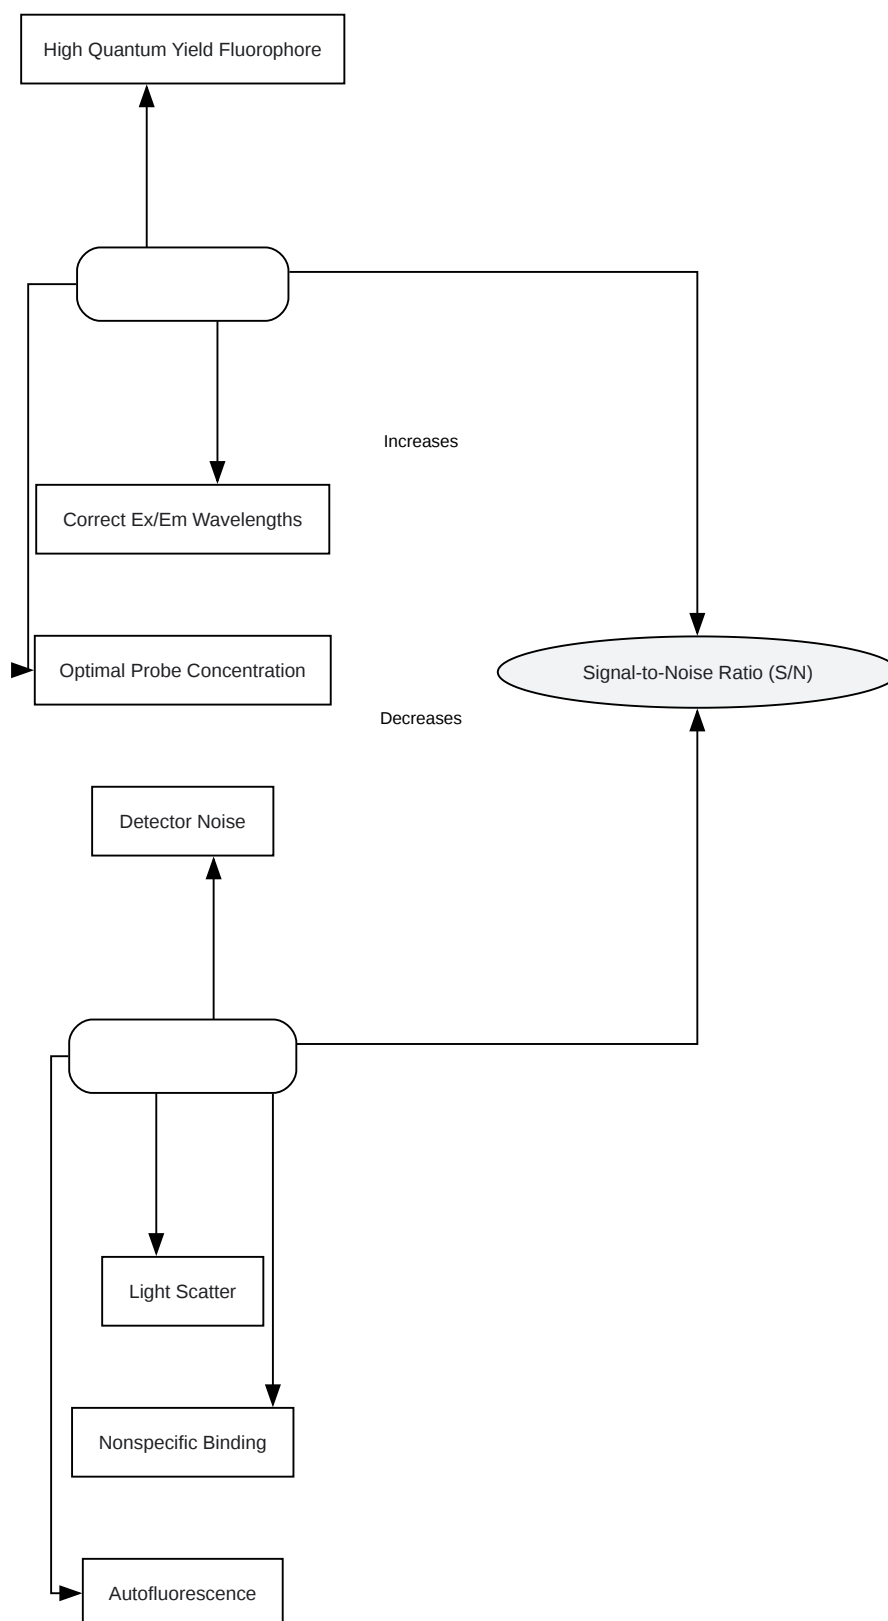 High Quantum Yield Fluorophore
Increases
Correct Ex/Em Wavelengths
Optimal Probe Concentration
Signal-to-Noise Ratio (S/N)
Decreases
Detector Noise
Light Scatter
Nonspecific Binding
Autofluorescence